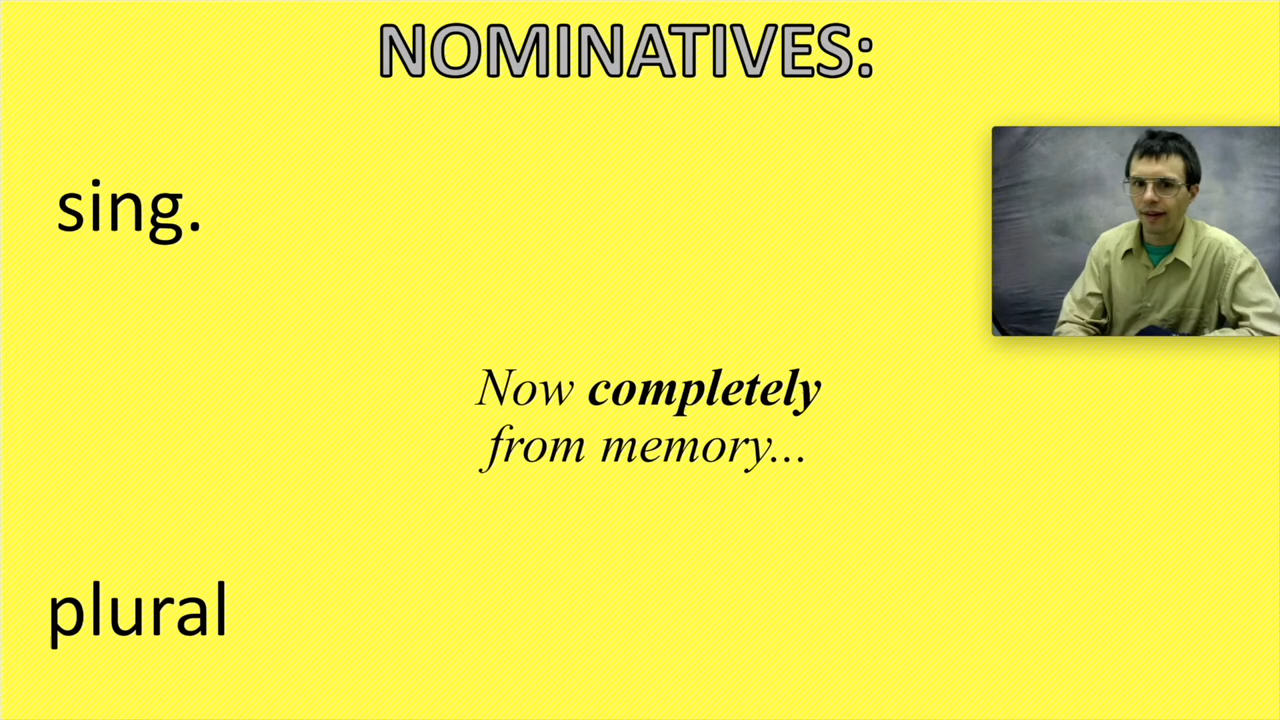 NOMINATIVES:
sing.
Now completely
from memory...
plural